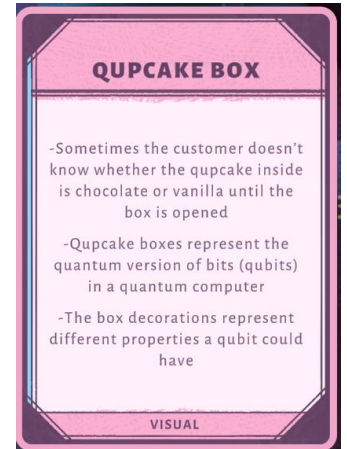 QUPCAKE BOX
-Sometimes the customer doesn't
know whether the qupcake inside
is chocolate or vanilla until the
box is opened
-Qupcake boxes represent the
quantum version of bits (qubits)
in a quantum computer
-The box decorations represent
different properties a qubit could
have
VISUAL